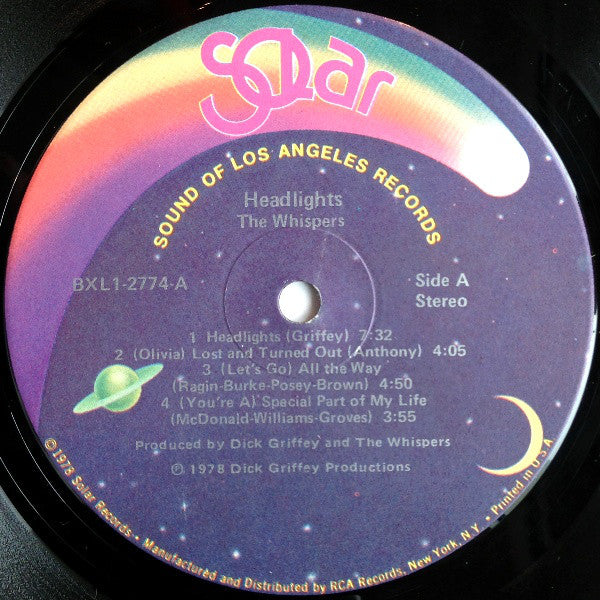 Solar
SOUND OF LOS ANGELES RECORDS
Headlights
The Whispers
BXL1-2774-A
Side A
Stereo
1 Headlights (Griffey) 7:32
2 (Olivia) Lost and Turned Out (Anthony) 4:05
3 (Let's Go) All the Way
(Ragin-Burke-Posey-Brown) 4:50
4 (You're A) Special Part of My Life
(McDonald-Williams-Groves) 3:55
Produced by Dick Griffey and The Whispers
℗ 1978 Dick Griffey Productions
©1978 Solar Records • Manufactured and Distributed by RCA Records, New York, N.Y. • Printed in U.S.A.